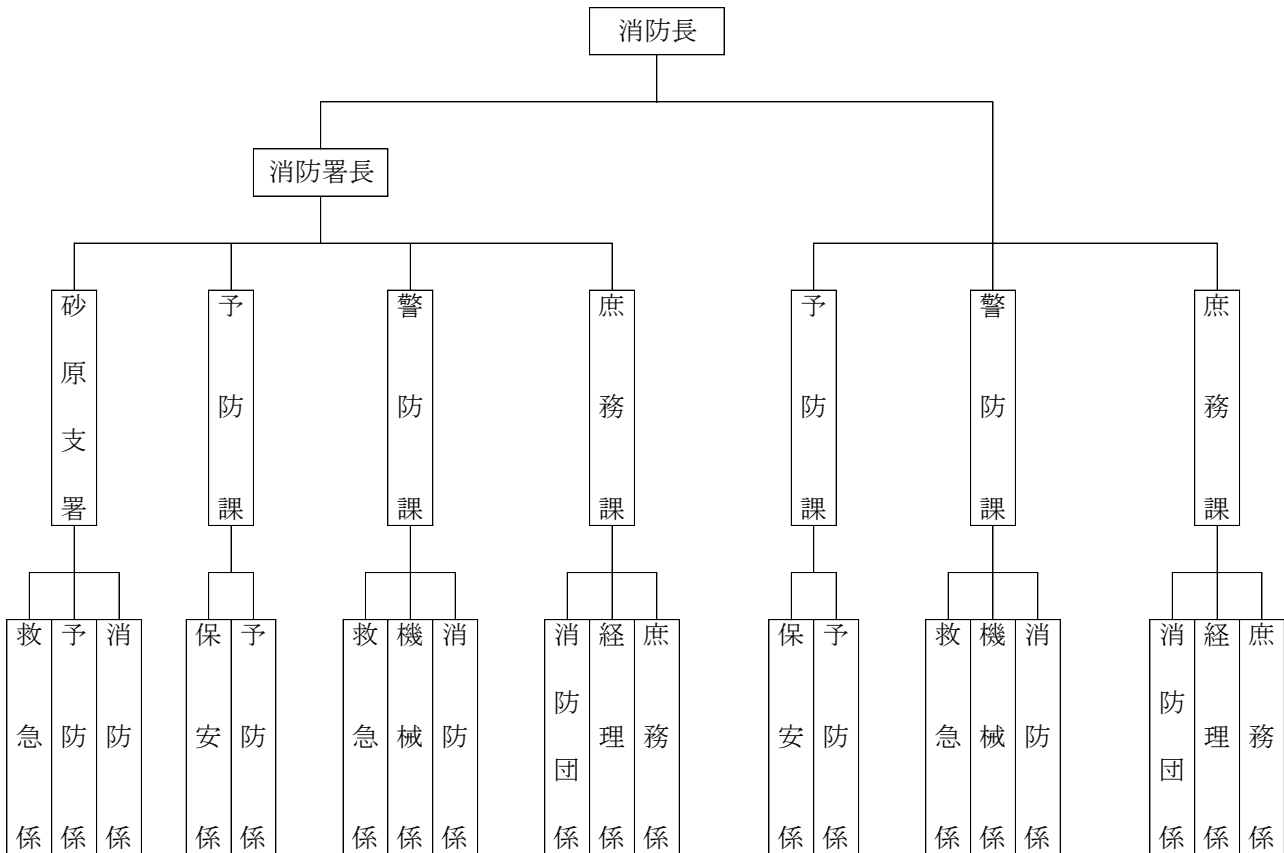 消防長
消防署長
砂原支署
予防課
警防課
庶務課
予防課
警防課
庶務課
救急係
予防係
消防係
保安係
予防係
救急係
機械係
消防係
消防団係
経理係
庶務係
保安係
予防係
救急係
機械係
消防係
消防団係
経理係
庶務係